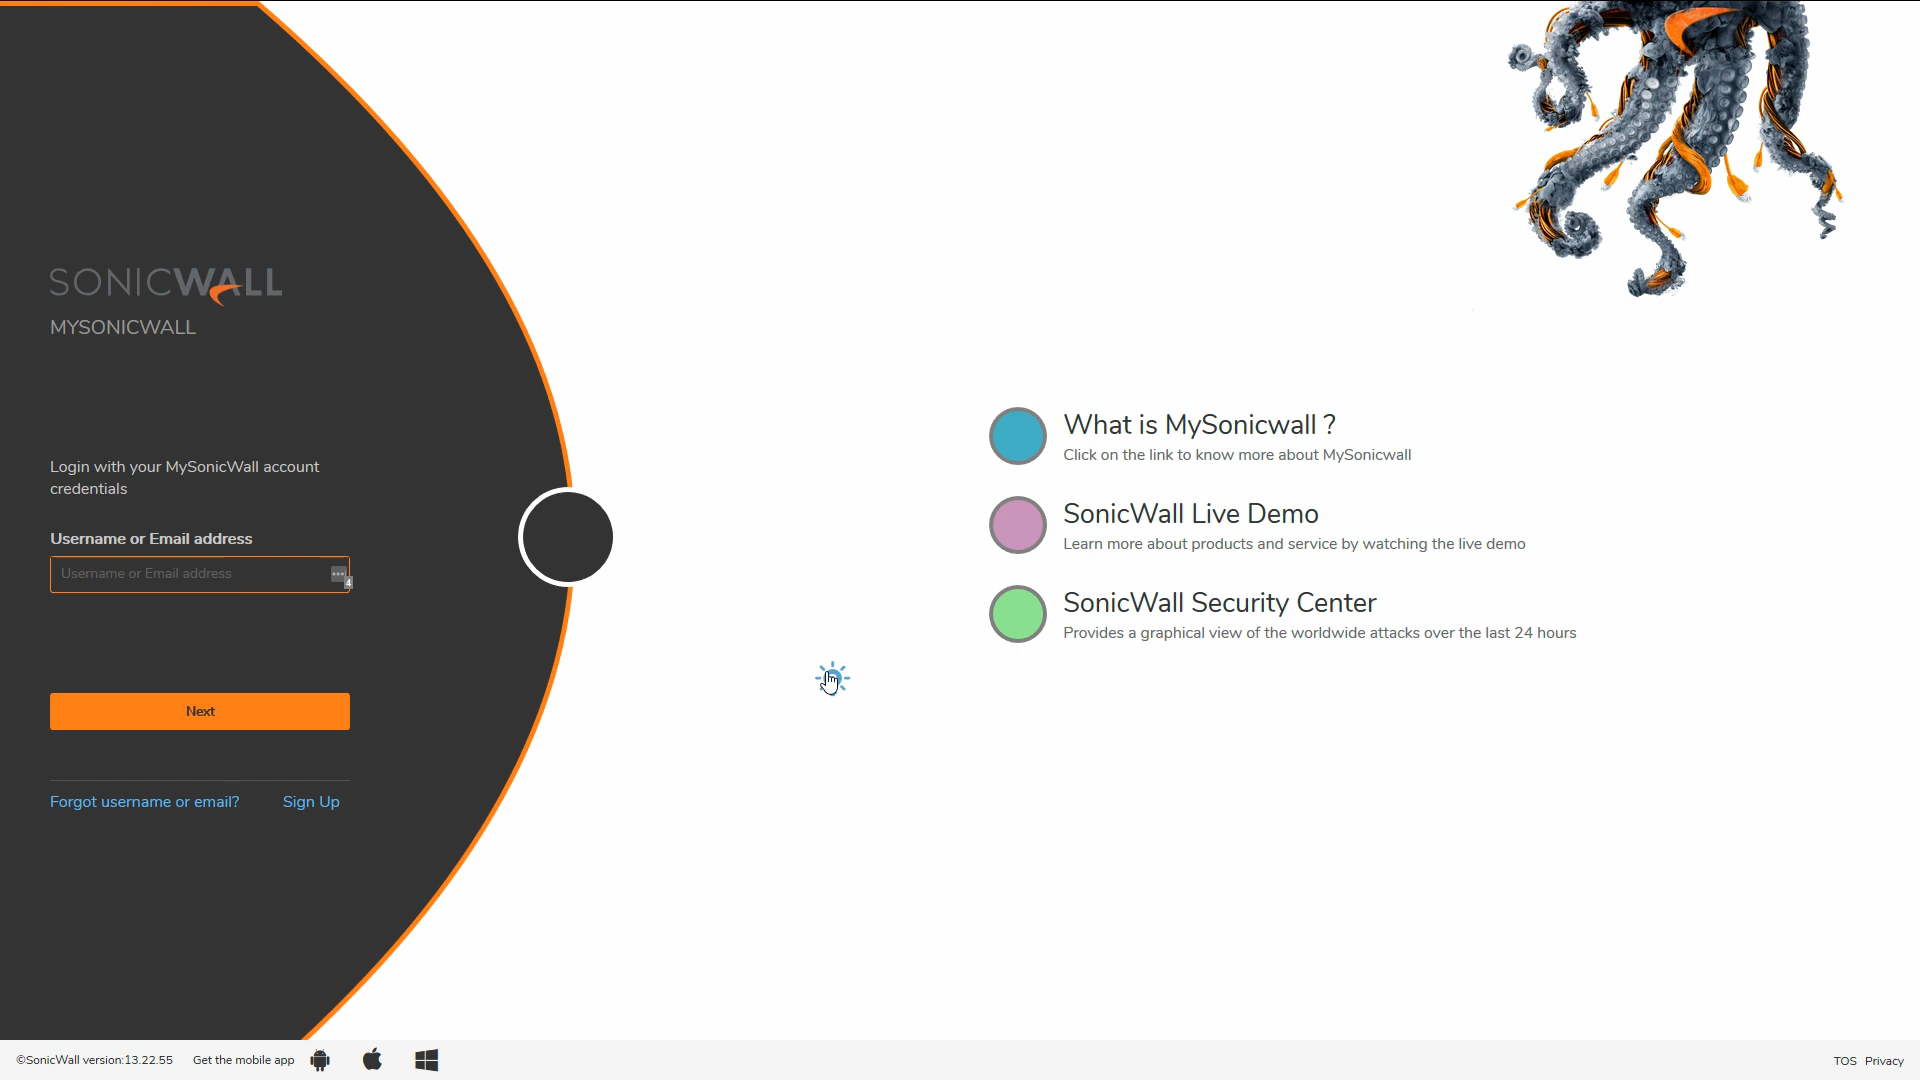 SONICWALL
MYSONICWALL
Login with your MySonicWall account
credentials
Username or Email address
Username or Email address
4
Next
Forgot username or email?
Sign Up
What is MySonicwall ?
Click on the link to know more about MySonicwall
SonicWall Live Demo
Learn more about products and service by watching the live demo
SonicWall Security Center
Provides a graphical view of the worldwide attacks over the last 24 hours
©SonicWall version:13.22.55
Get the mobile app
TOS
Privacy